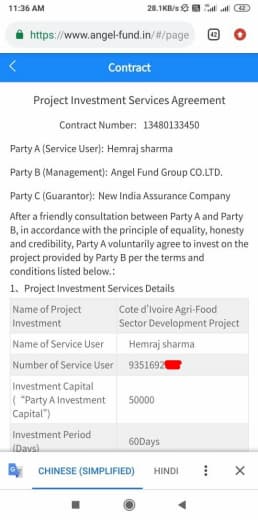 11:36 AM 28.1KB/s 42
https://www.angel-fund.in/#/page 42
Contract
Project Investment Services Agreement
Contract Number: 13480133450
Party A (Service User): Hemraj sharma
Party B (Management): Angel Fund Group CO.LTD.
Party C (Guarantor): New India Assurance Company
After a friendly consultation between Party A and Party
B, in accordance with the principle of equality, honesty
and credibility, Party A voluntarily agree to invest on the
project provided by Party B per the terms and
conditions listed below.:
1、Project Investment Services Details
Name of Project Cote d'Ivoire Agri-Food
Investment Sector Development Project
Name of Service User Hemraj sharma
Number of Service User 9351692
Investment Capital
( "Party A Investment 50000
Capital")
Investment Period 60Days
(Days)
CHINESE (SIMPLIFIED) HINDI